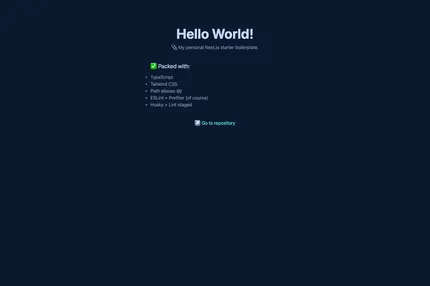 Hello World!
📎 My personal Next.js starter boilerplate.
✅ Packed with:
• TypeScript
• Tailwind CSS
• Path aliases @/
• ESLint + Prettier (of course)
• Husky + Lint staged
↗️ Go to repository